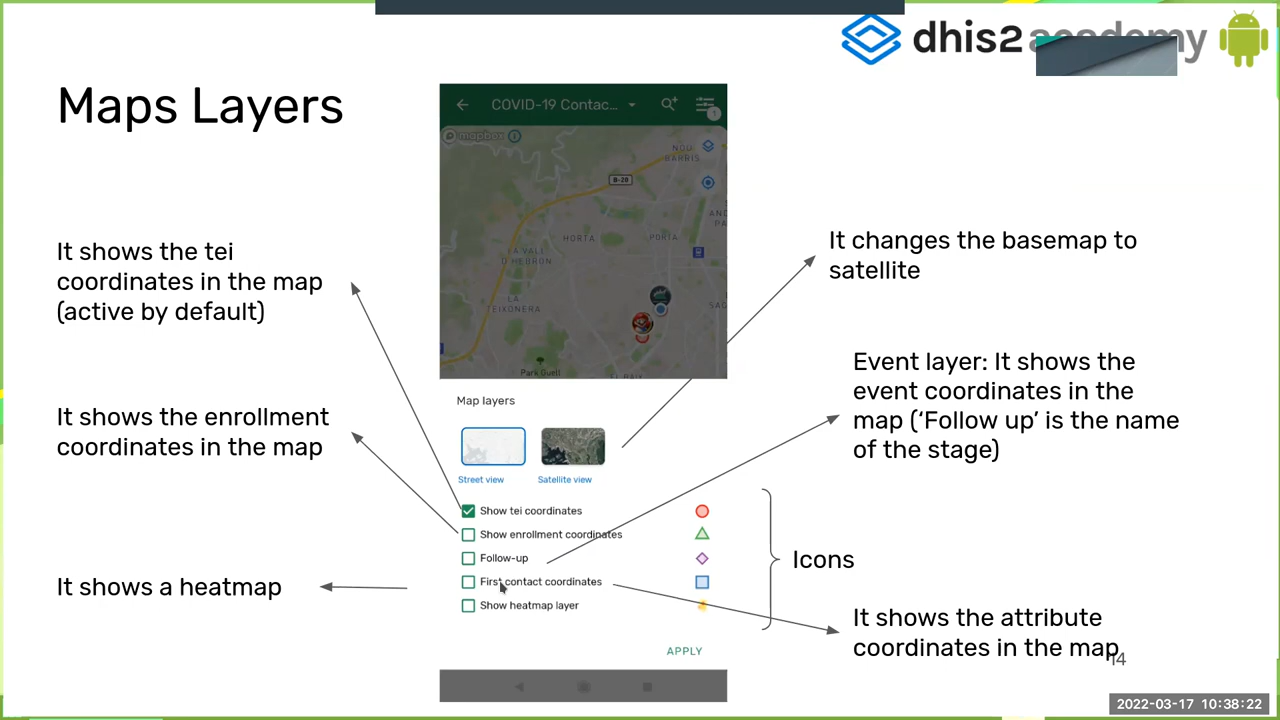 dhis2 academy
Maps Layers
COVID-19 Contac...
mapbox
NOU
BARRIS
B-20
HORTA
PORTA
LA VALL
D'HEBRON
LA
TEIXONERA
Park Guell
It shows the tei
coordinates in the map
(active by default)
It shows the enrollment
coordinates in the map
It shows a heatmap
Map layers
Street view
Satellite view
Show tei coordinates
Show enrollment coordinates
Follow-up
First contact coordinates
Show heatmap layer
APPLY
It changes the basemap to
satellite
Event layer: It shows the
event coordinates in the
map (‘Follow up’ is the name
of the stage)
Icons
It shows the attribute
coordinates in the map
14
2022-03-17 10:38:22